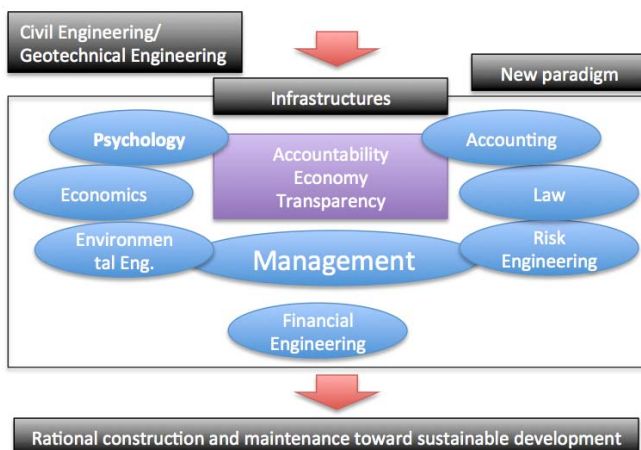 Civil Engineering/
Geotechnical Engineering
New paradigm
Infrastructures
Psychology
Accounting
Accountability
Economy
Transparency
Economics
Law
Environmen
tal Eng.
Management
Risk
Engineering
Financial
Engineering
Rational construction and maintenance toward sustainable development